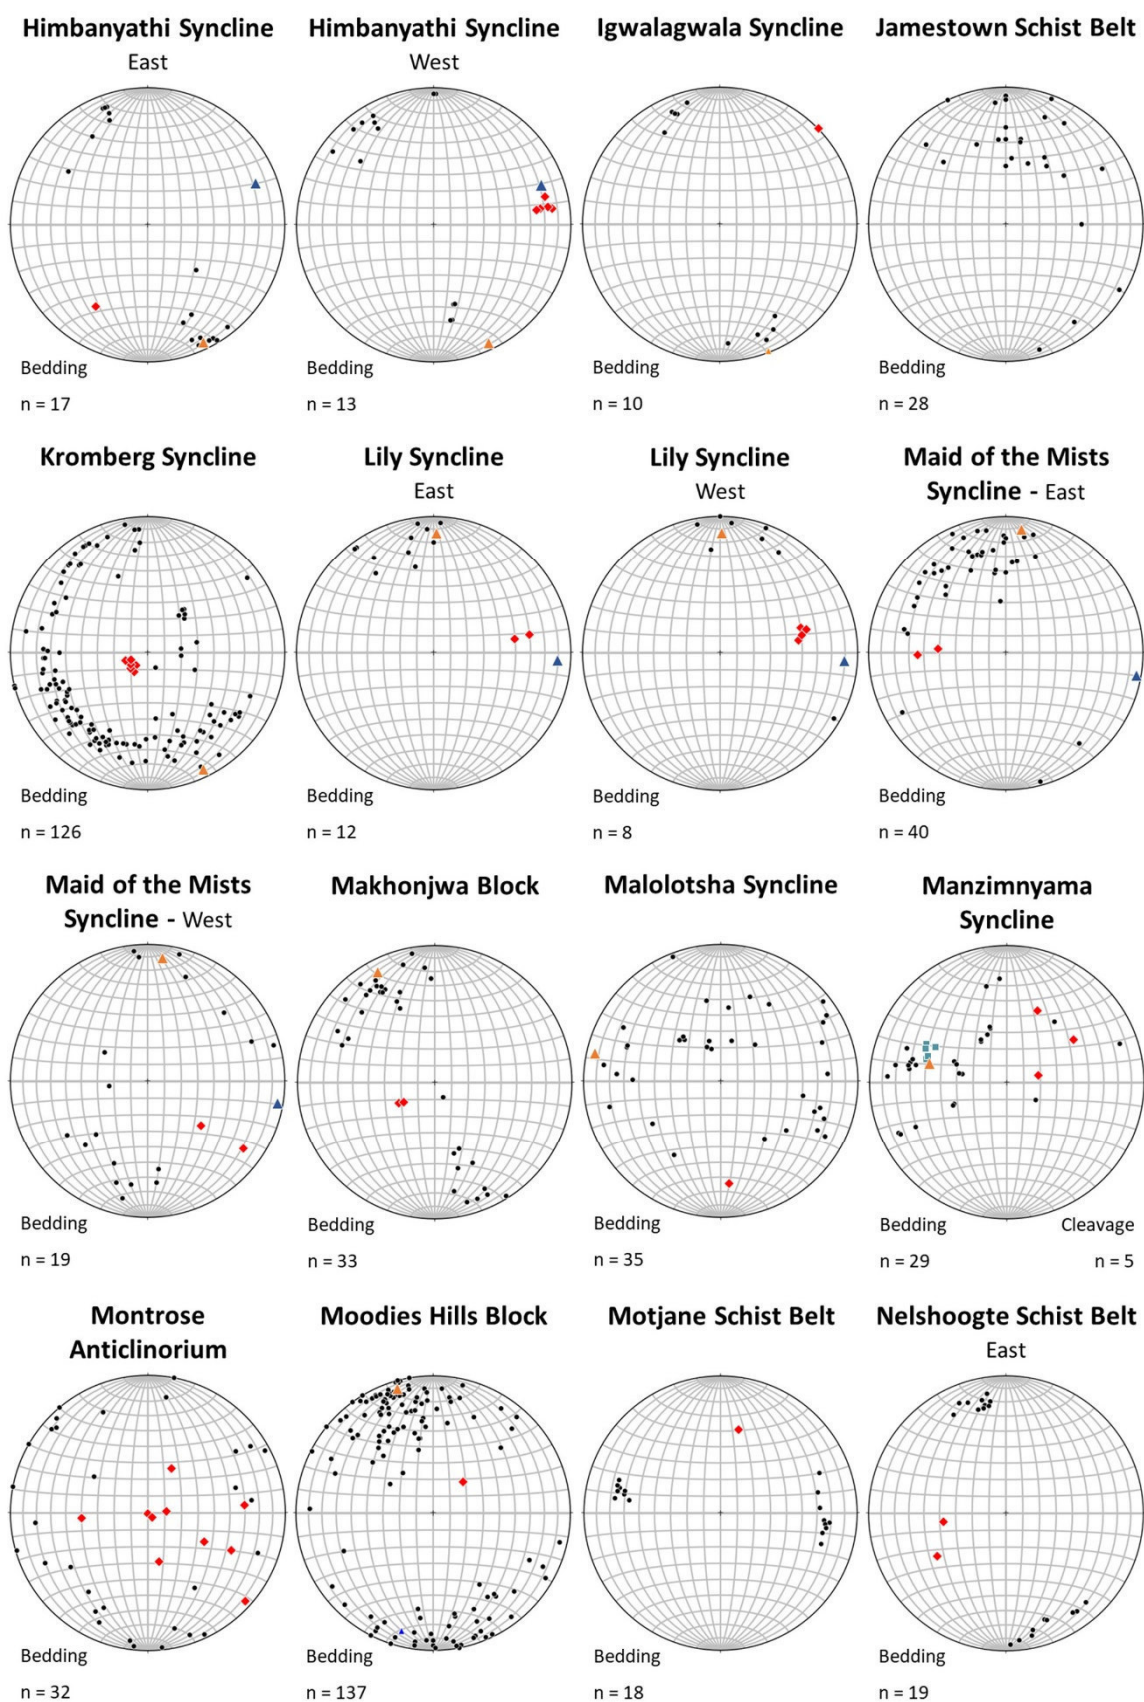 Himbanyathi Syncline
East
Himbanyathi Syncline
West
Igwalagwala Syncline
Jamestown Schist Belt
Bedding
n = 17
Bedding
n = 13
Bedding
n = 10
Bedding
n = 28
Kromberg Syncline
Lily Syncline
East
Lily Syncline
West
Maid of the Mists
Syncline - East
Bedding
n = 126
Bedding
n = 12
Bedding
n = 8
Bedding
n = 40
Maid of the Mists
Syncline - West
Makhonjwa Block
Malolotsha Syncline
Manzimnyama
Syncline
Bedding
n = 19
Bedding
n = 33
Bedding
n = 35
Bedding
n = 29
Cleavage
n = 5
Montrose
Anticlinorium
Moodies Hills Block
Motjane Schist Belt
Nelshoogte Schist Belt
East
Bedding
n = 32
Bedding
n = 137
Bedding
n = 18
Bedding
n = 19